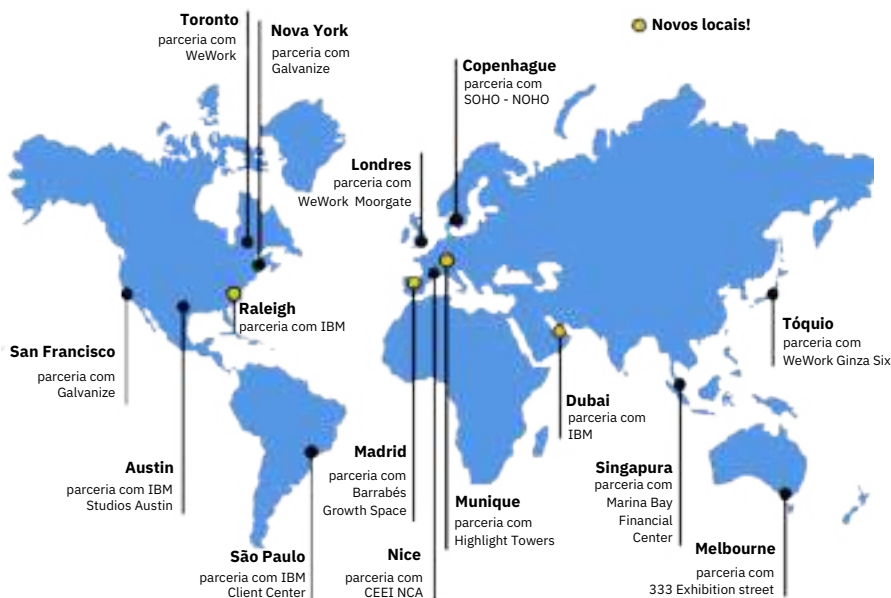 Toronto
parceria com
WeWork
Nova York
parceria com
Galvanize
Novos locais!
Copenhague
parceria com
SOHO - NOHO
Londres
parceria com
WeWork Moorgate
Raleigh
parceria com IBM
San Francisco
parceria com
Galvanize
Tóquio
parceria com
WeWork Ginza Six
Dubai
parceria com
IBM
Austin
parceria com IBM
Studios Austin
Madrid
parceria com
Barrabés
Growth Space
Munique
parceria com
Highlight Towers
Singapura
parceria com
Marina Bay
Financial
Center
São Paulo
parceria com IBM
Client Center
Nice
parceria com
CEEI NCA
Melbourne
parceria com
333 Exhibition street